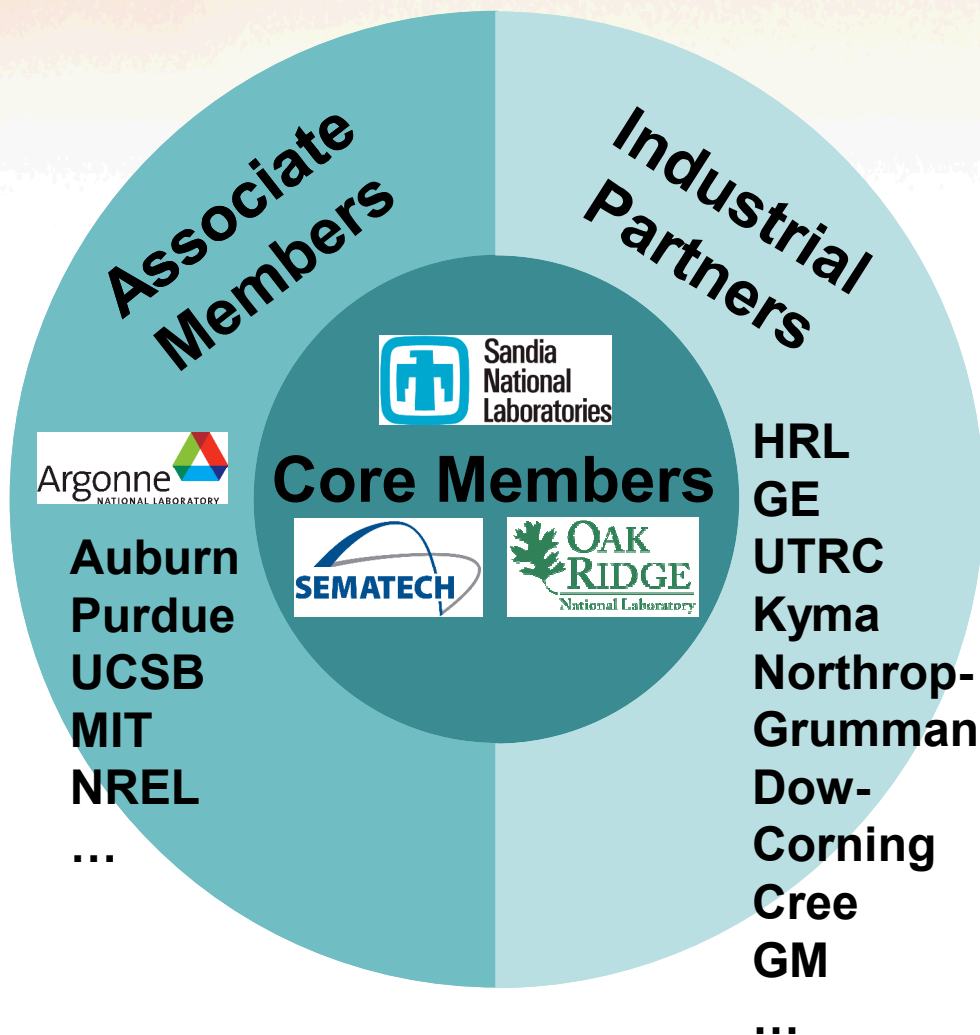 Associate
Members
Industrial
Partners
Sandia
National
Laboratories
Core Members
SEMATECH
OAK
RIDGE
National Laboratory
Argonne
NATIONAL LABORATORY
Auburn
Purdue
UCSB
MIT
NREL
…
HRL
GE
UTRC
Kyma
Northrop-
Grumman
Dow-
Corning
Cree
GM
…